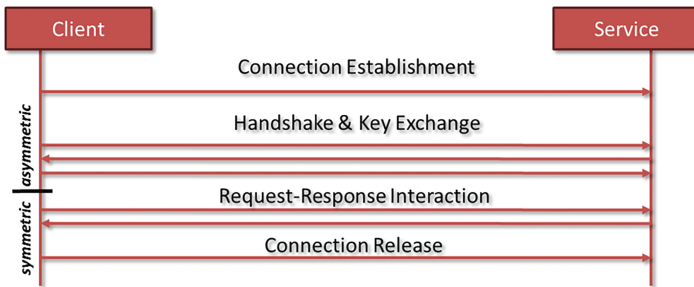 Client
Service
Connection Establishment
Handshake & Key Exchange
asymmetric
Request-Response Interaction
symmetric
Connection Release